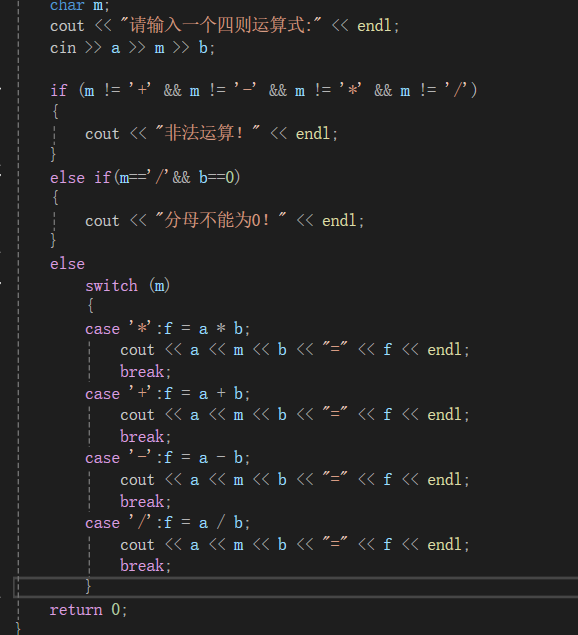 char m;
cout << "请输入一个四则运算式:" << endl;
cin >> a >> m >> b;
if (m != '+' && m != '-' && m != '*' && m != '/')
{
cout << "非法运算！" << endl;
}
else if(m=='/'&& b==0)
{
cout << "分母不能为0！" << endl;
}
else
switch (m)
{
case '*':f = a * b;
cout << a << m << b << "=" << f << endl;
break;
case '+':f = a + b;
cout << a << m << b << "=" << f << endl;
break;
case '-':f = a - b;
cout << a << m << b << "=" << f << endl;
break;
case '/':f = a / b;
cout << a << m << b << "=" << f << endl;
break;
}
return 0;
}